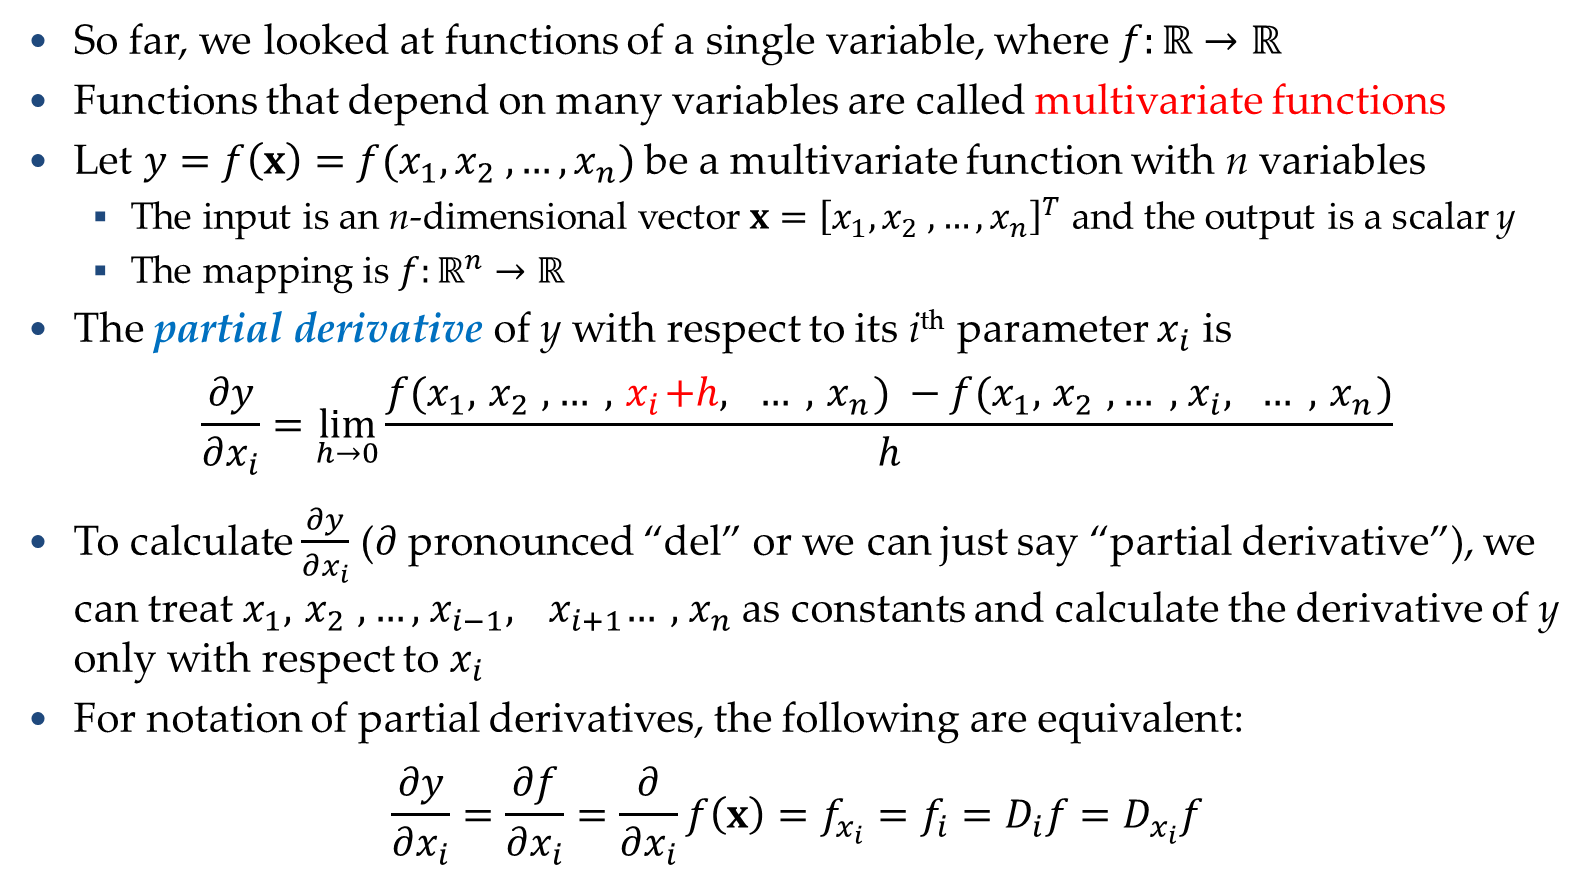 • So far, we looked at functions of a single variable, where f: ℝ → ℝ
• Functions that depend on many variables are called multivariate functions
• Let y = f(𝐱) = f(x₁, x₂ , … , xₙ) be a multivariate function with n variables
▪ The input is an n-dimensional vector 𝐱 = [x₁, x₂ , … , xₙ]ᵀ and the output is a scalar y
▪ The mapping is f: ℝⁿ → ℝ
• The partial derivative of y with respect to its iᵗʰ parameter xᵢ is
∂y/∂xᵢ = lim_{h→0} (f(x₁, x₂ , … , xᵢ+h, … , xₙ) − f(x₁, x₂ , … , xᵢ, … , xₙ))/h
• To calculate ∂y/∂xᵢ (∂ pronounced “del” or we can just say “partial derivative”), we
can treat x₁, x₂ , … , xᵢ₋₁, xᵢ₊₁… , xₙ as constants and calculate the derivative of y
only with respect to xᵢ
• For notation of partial derivatives, the following are equivalent:
∂y/∂xᵢ = ∂f/∂xᵢ = ∂/∂xᵢ f(𝐱) = f_{xᵢ} = fᵢ = Dᵢf = D_{xᵢ}f